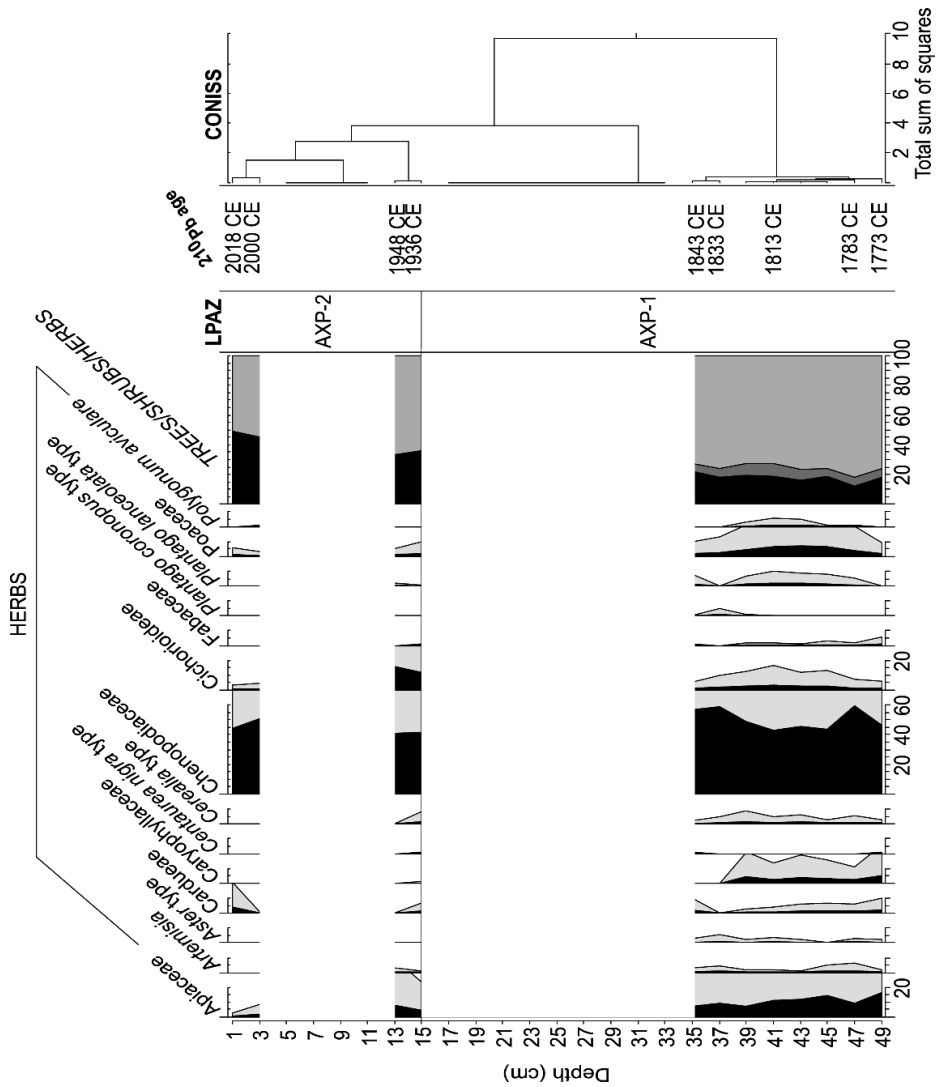 HERBS
Apiaceae
Artemisia
Aster type
Cardueae
Caryophyllaceae
Centaurea nigra type
Cerealia type
Chenopodiaceae
Cichorioideae
Fabaceae
Plantago coronopus type
Plantago lanceolata type
Poaceae
Polygonum aviculare
TREES/SHRUBS/HERBS
LPAZ
210Pb age
CONISS
AXP-2
AXP-1
2018 CE
2000 CE
1948 CE
1936 CE
1843 CE
1833 CE
1813 CE
1783 CE
1773 CE
Depth (cm)
1
3
5
7
9
11
13
15
17
19
21
23
25
27
29
31
33
35
37
39
41
43
45
47
49
20
20 40 60
20
20 40 60 80 100
2 4 6 8 10
Total sum of squares